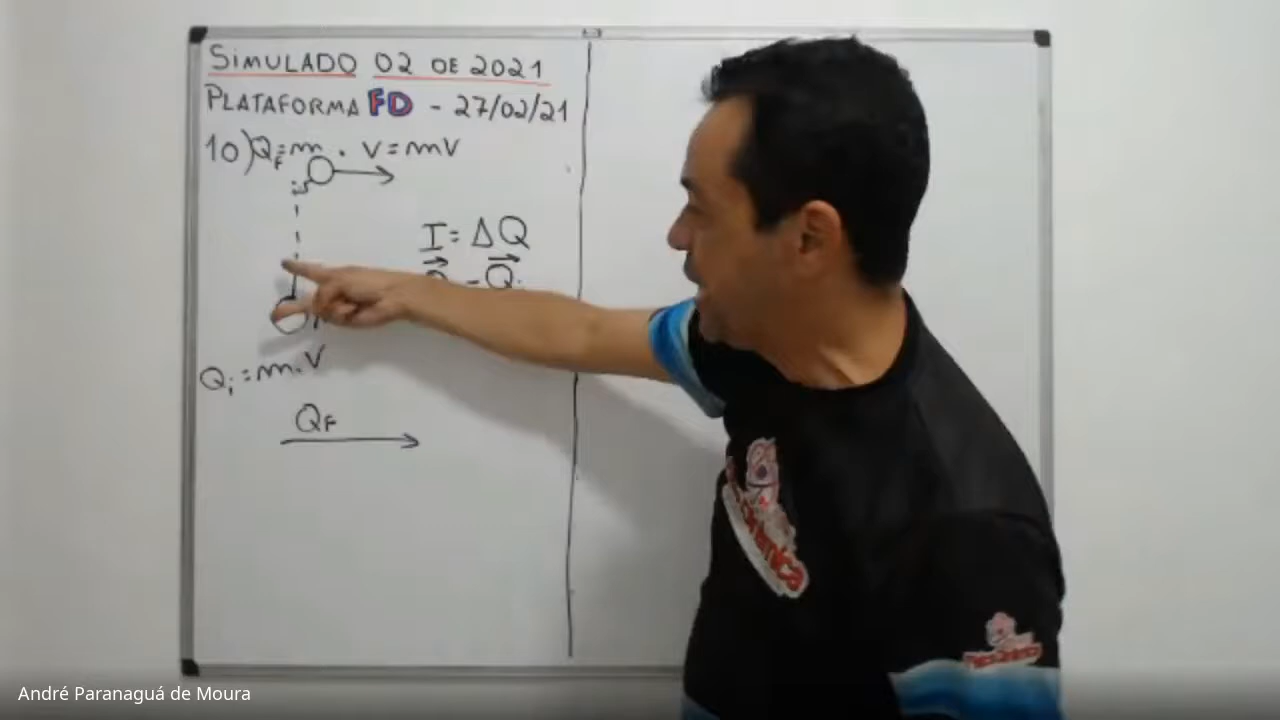 SIMULADO 02 DE 2021
PLATAFORMA FD - 27/02/21
10) QF = m . V = mV
I = ΔQ
- Qi
Qi = m.V
QF
André Paranaguá de Moura